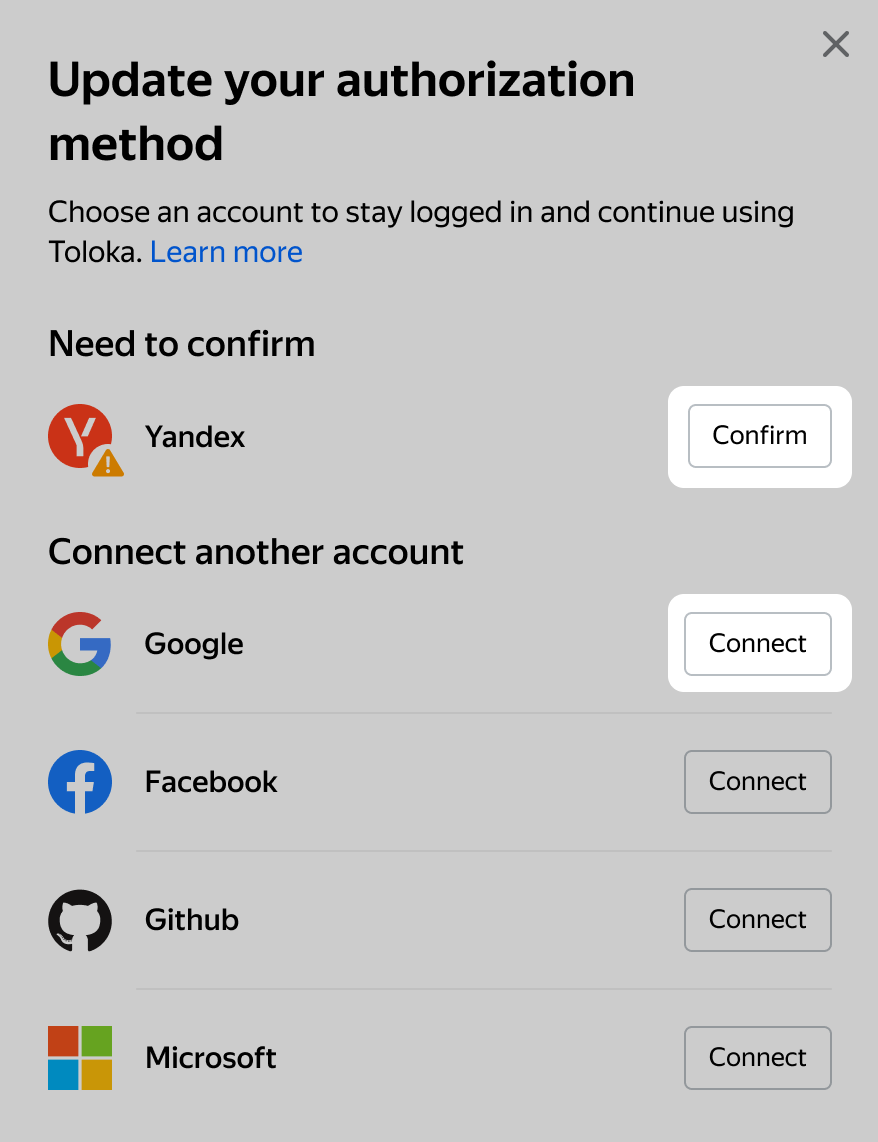 Update your authorization
method
Choose an account to stay logged in and continue using
Toloka. Learn more
Need to confirm
Yandex
Confirm
Connect another account
Google
Connect
Facebook
Connect
Github
Connect
Microsoft
Connect